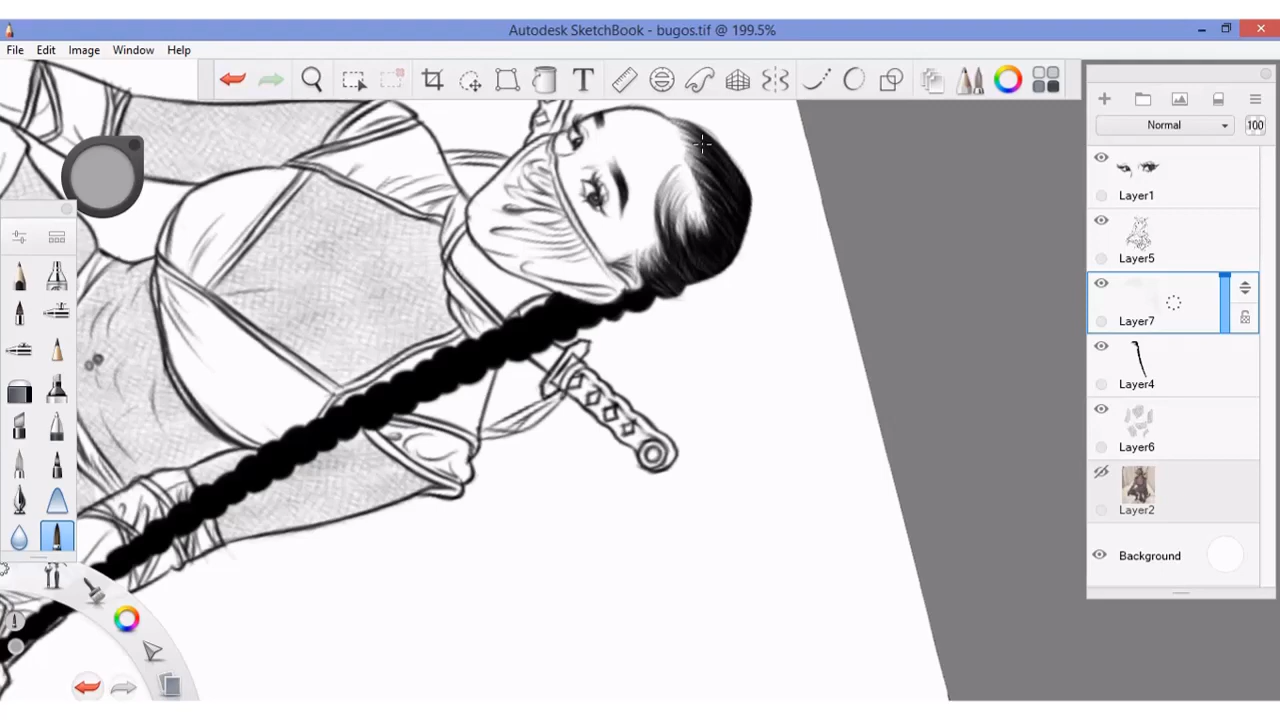 Autodesk SketchBook - bugos.tif @ 199.5%
File Edit Image Window Help
T
Normal 100
Layer1
Layer5
Layer7
Layer4
Layer6
Layer2
Background